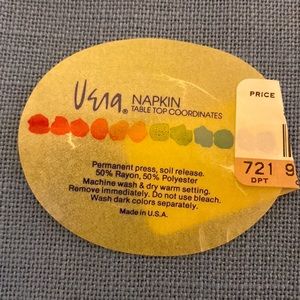 Vera® NAPKIN
TABLE TOP COORDINATES
PRICE
721 9
DPT.
Permanent press, soil release.
50% Rayon, 50% Polyester
Machine wash & dry warm setting.
Remove immediately. Do not use bleach.
Wash dark colors separately.
Made in U.S.A.